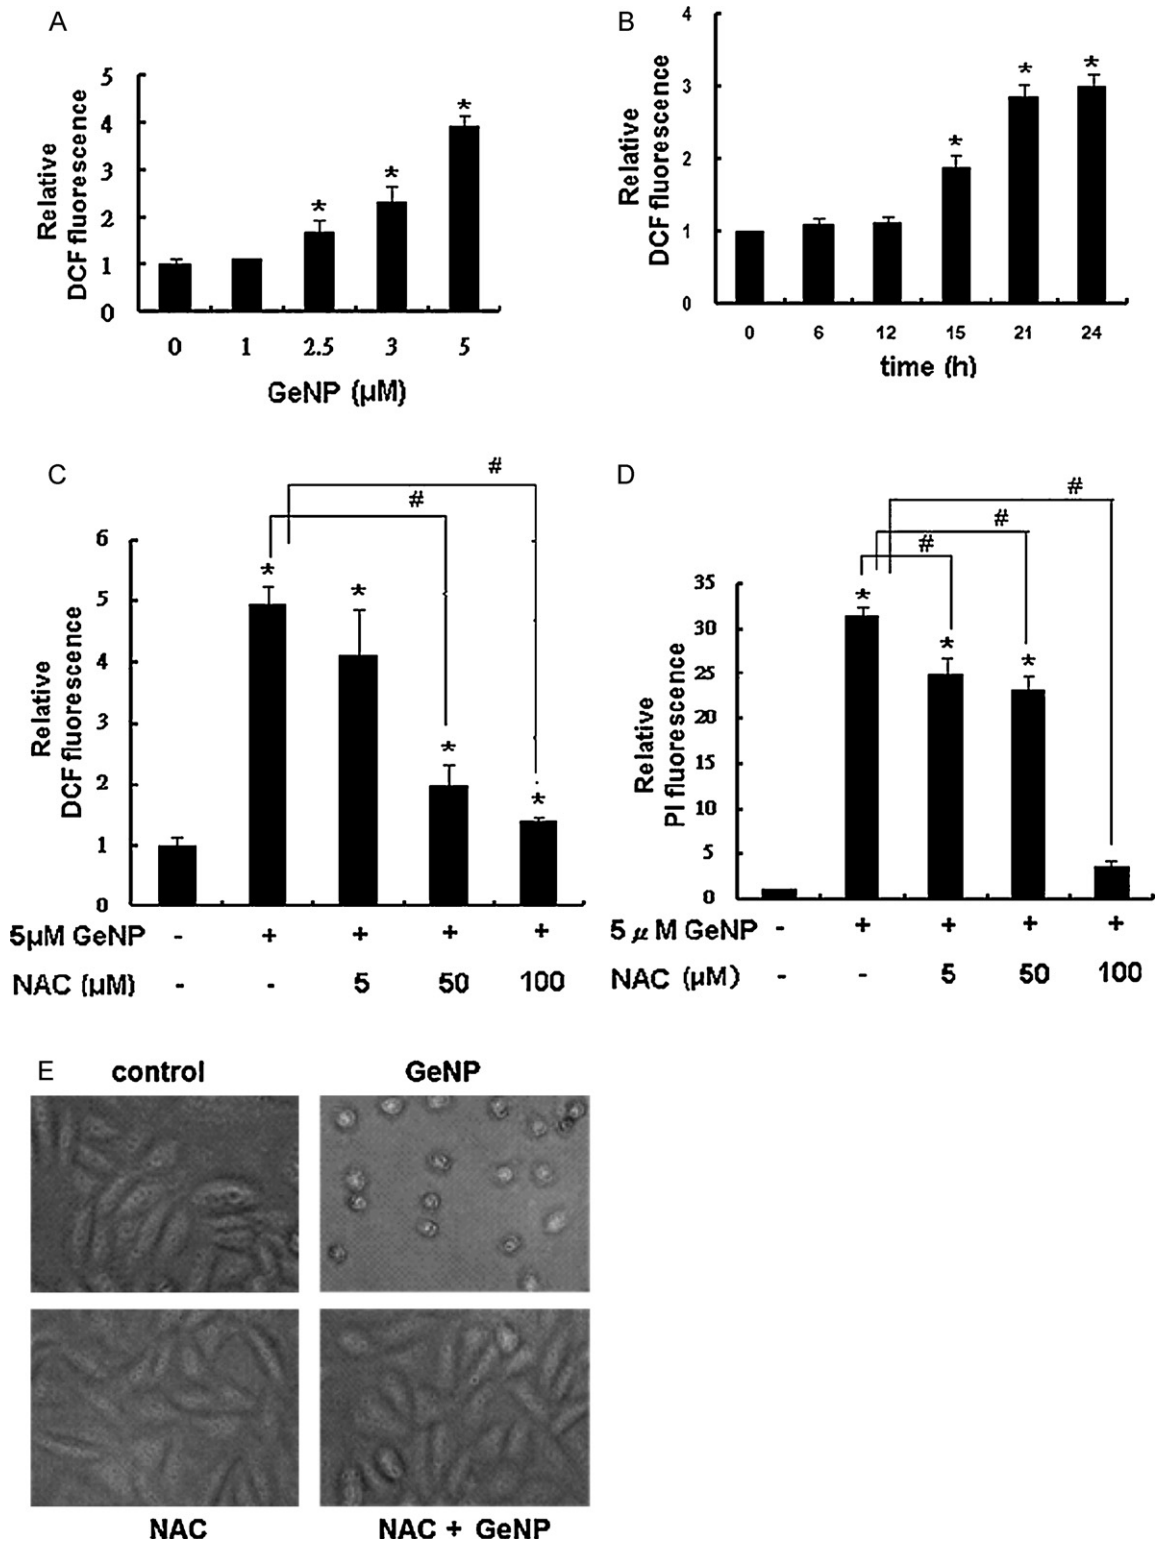 A
Relative
DCF fluorescence
5
4
3
2
1
0
*
*
*
0 1 2.5 3 5
GeNP (µM)
B
Relative
DCF fluorescence
4
3
2
1
0
*
*
*
0 6 12 15 21 24
time (h)
C
#
#
Relative
DCF fluorescence
6
5
4
3
2
1
0
*
*
*
*
5µM GeNP - + + + +
NAC (µM) - - 5 50 100
D
#
#
#
Relative
PI fluorescence
35
30
25
20
15
10
5
0
*
*
*
5 μ M GeNP - + + + +
NAC (µM) - - 5 50 100
E
control
GeNP
NAC
NAC + GeNP